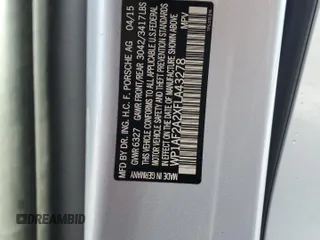 MFD. BY DR. ING. H.C. F. PORSCHE AG 04/15
GVWR 6327 GAWR FRONT/REAR 3042/3417LBS
THIS VEHICLE CONFORMS TO ALL APPLICABLE U.S. FEDERAL
MOTOR VEHICLE SAFETY AND THEFT PREVENTION STANDARDS
IN EFFECT ON THE DATE OF MANUFACTURE SHOWN ABOVE.
WP1AF2A2XFLA43278 MPV
MADE IN GERMANY
DREAMBID